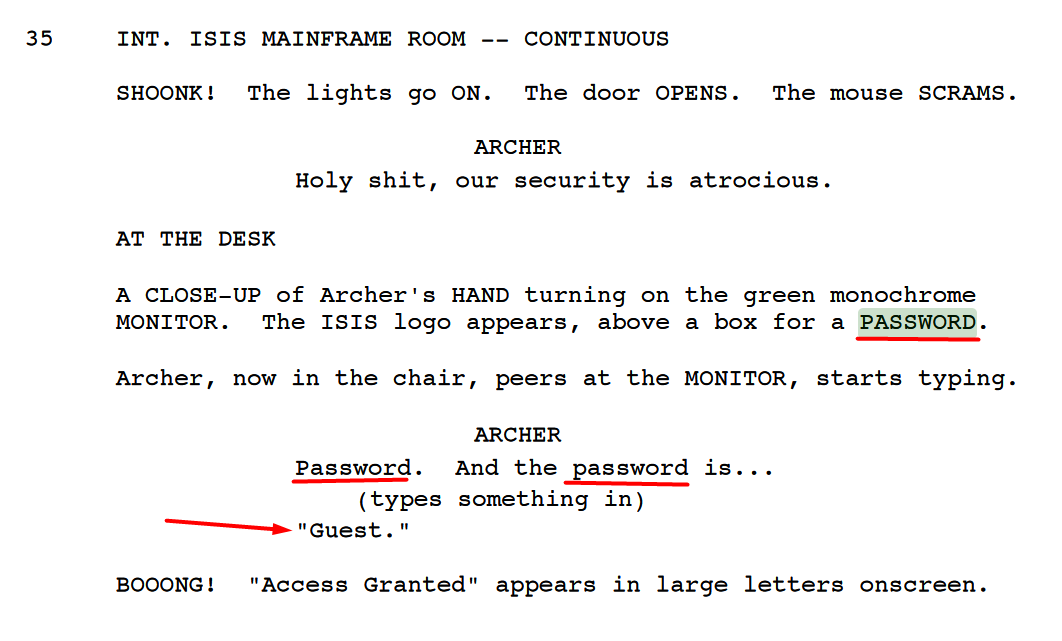 35 INT. ISIS MAINFRAME ROOM -- CONTINUOUS
SHOONK! The lights go ON. The door OPENS. The mouse SCRAMS.
ARCHER
Holy shit, our security is atrocious.
AT THE DESK
A CLOSE-UP of Archer's HAND turning on the green monochrome
MONITOR. The ISIS logo appears, above a box for a PASSWORD.
Archer, now in the chair, peers at the MONITOR, starts typing.
ARCHER
Password. And the password is...
(types something in)
"Guest."
BOOONG! "Access Granted" appears in large letters onscreen.